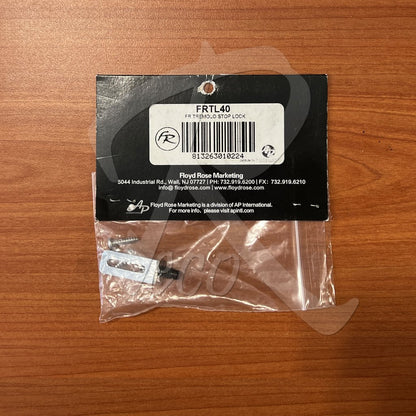 FRTL40
FR TREMOLO STOP LOCK
FR
813263010224
Floyd Rose Marketing
5044 Industrial Rd., Wall, NJ 07727 | PH: 732.919.6200 | FX: 732.919.6210
info@floydrose.com | www.floydrose.com
AP
Floyd Rose Marketing is a division of AP International.
For more info, please visit apintl.com